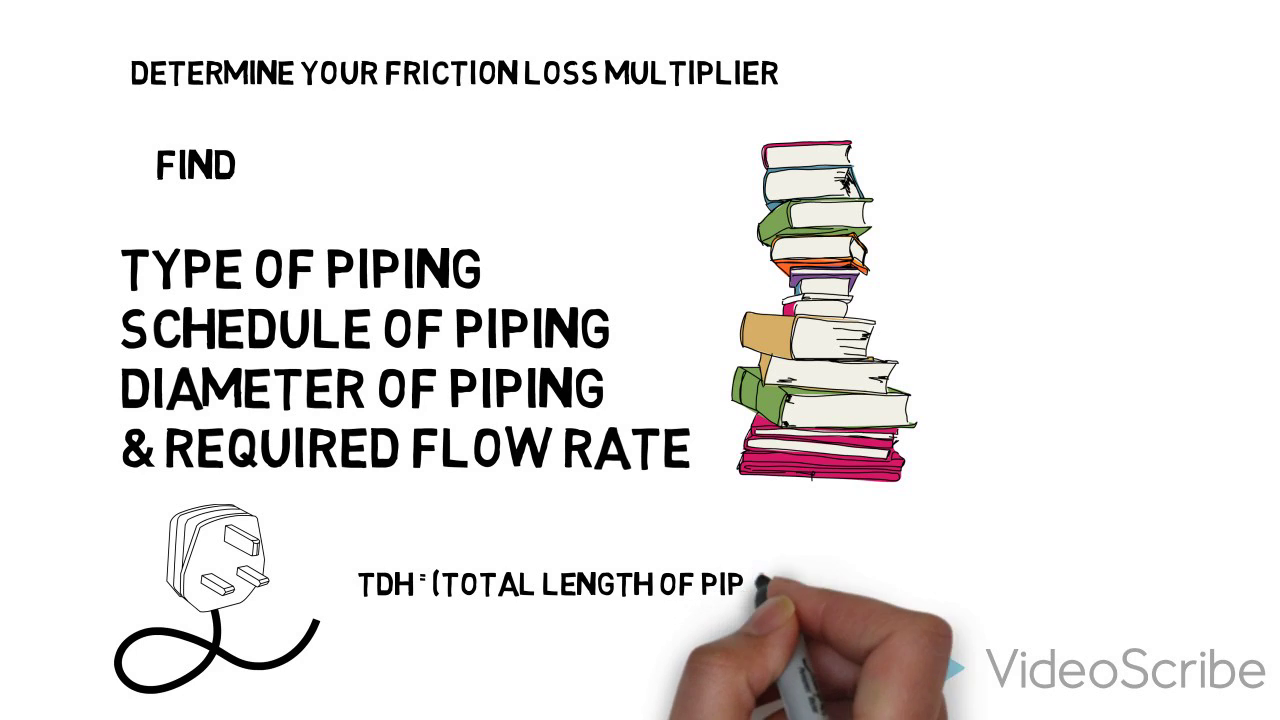 DETERMINE YOUR FRICTION LOSS MULTIPLIER
FIND
TYPE OF PIPING
SCHEDULE OF PIPING
DIAMETER OF PIPING
& REQUIRED FLOW RATE
TDH = (TOTAL LENGTH OF PIP
VideoScribe